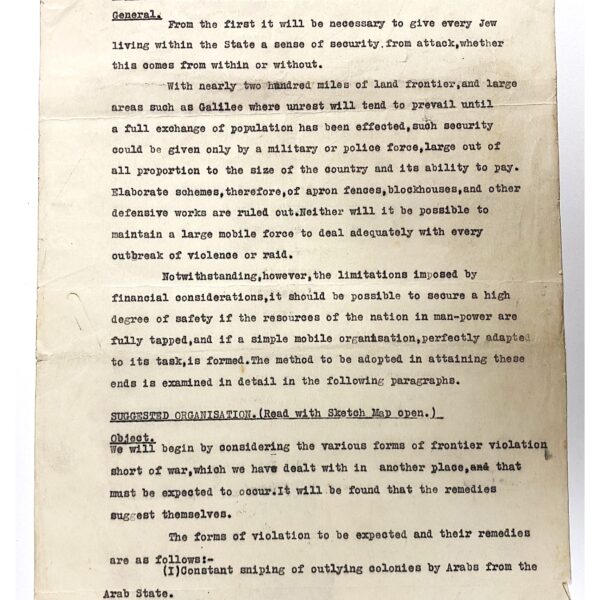 General.
From the first it will be necessary to give every Jew
living within the State a sense of security.from attack,whether
this comes from within or without.
With nearly two hundred miles of land frontier,and large
areas such as Galilee where unrest will tend to prevail until
a full exchange of population has been effected,such security
could be given only by a military or police force,large out of
all proportion to the size of the country and its ability to pay.
Elaborate schemes,therefore,of apron fences,blockhouses,and other
defensive works are ruled out.Neither will it be possible to
maintain a large mobile force to deal adequately with every
outbreak of violence or raid.
Notwithstanding,however,the limitations imposed by
financial considerations,it should be possible to secure a high
degree of safety if the resources of the nation in man-power are
fully tapped,and if a simple mobile organisation,perfectly adapted
to its task,is formed.The method to be adopted in attaining these
ends is examined in detail in the following paragraphs.
SUGGESTED ORGANISATION.(Read with Sketch Map open.)
Object.
We will begin by considering the various forms of frontier violation
short of war,which we have dealt with in another place,and that
must be expected to occur.It will be found that the remedies
suggest themselves.
The forms of violation to be expected and their remedies
are as follows:-
(I)Constant sniping of outlying colonies by Arabs from the
Arab State.